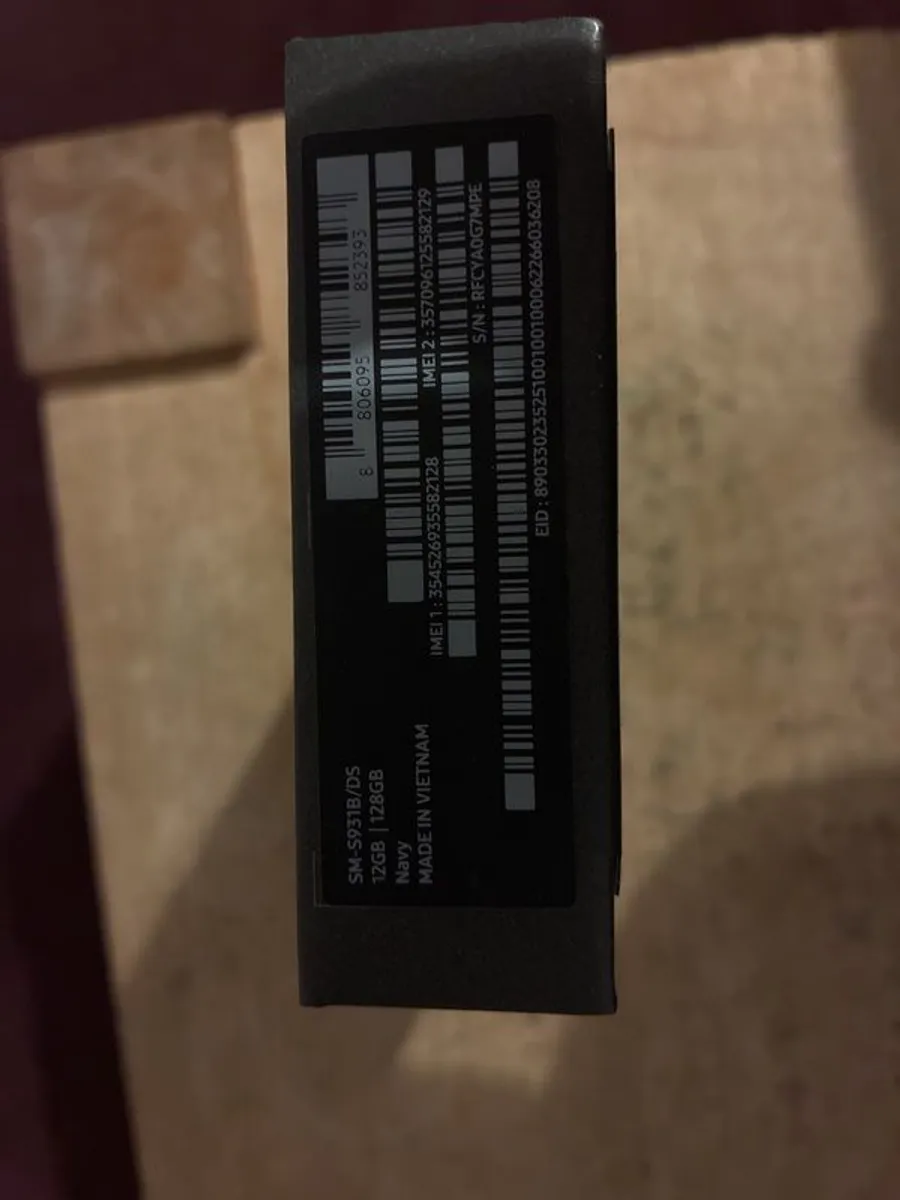 SM-S931B/DS
12GB | 128GB
Navy
MADE IN VIETNAM
8 806095 852393
IMEI 1 : 354526935582128
IMEI 2 : 357096125582129
S/N : RFCYA0G7MPE
EID : 89033023525100100100062266036208